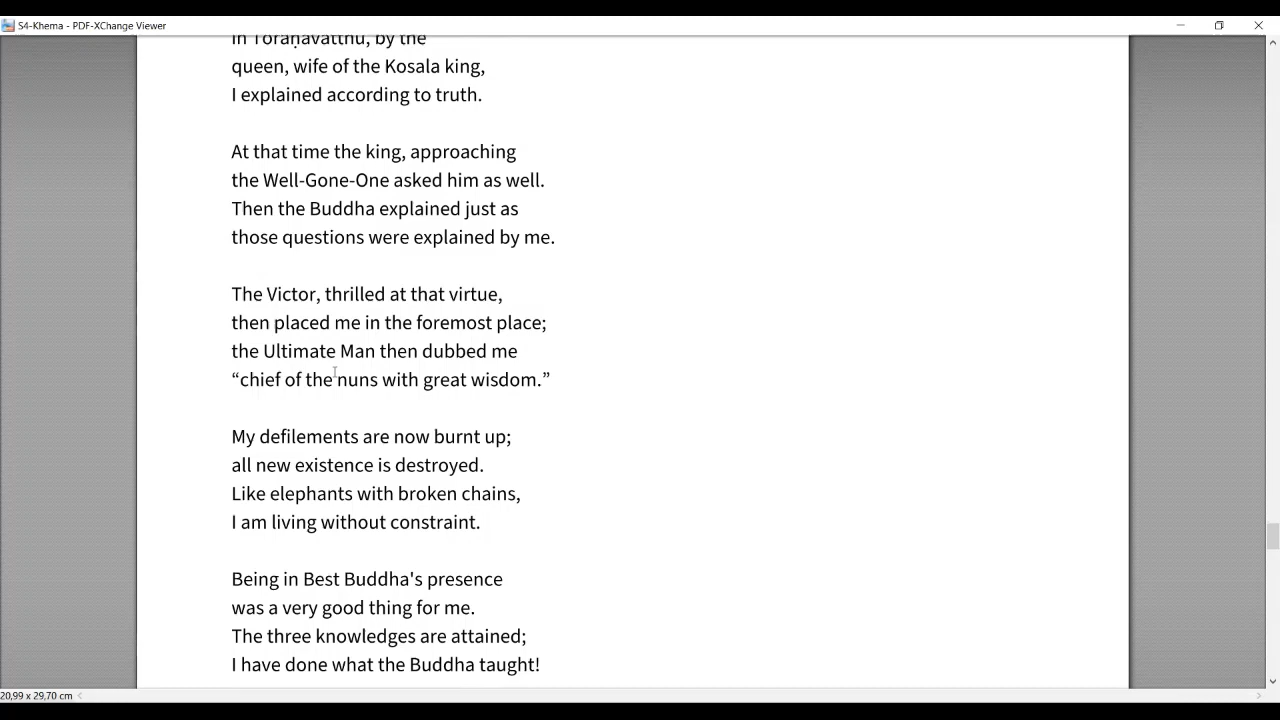 S4-Khema - PDF-XChange Viewer
in Toraṇavatthu, by the
queen, wife of the Kosala king,
I explained according to truth.
At that time the king, approaching
the Well-Gone-One asked him as well.
Then the Buddha explained just as
those questions were explained by me.
The Victor, thrilled at that virtue,
then placed me in the foremost place;
the Ultimate Man then dubbed me
“chief of the nuns with great wisdom.”
My defilements are now burnt up;
all new existence is destroyed.
Like elephants with broken chains,
I am living without constraint.
Being in Best Buddha's presence
was a very good thing for me.
The three knowledges are attained;
I have done what the Buddha taught!
20,99 x 29,70 cm